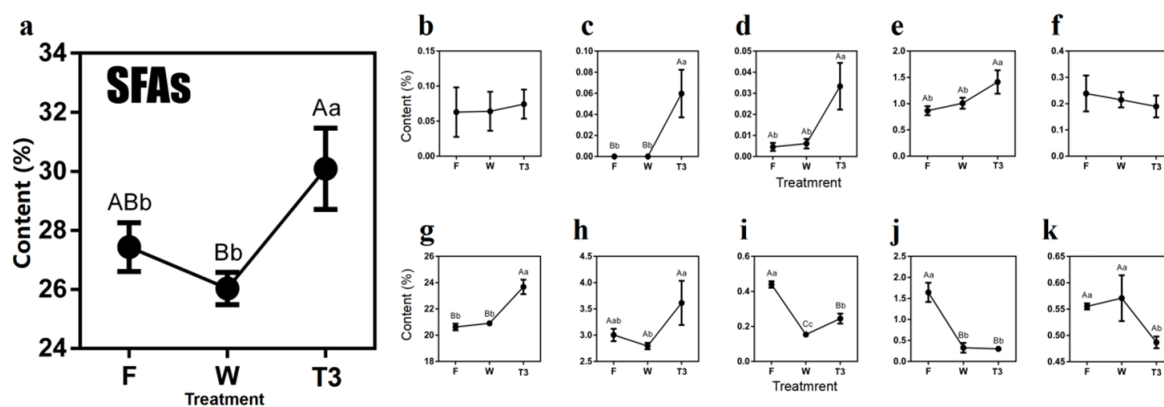 a
SFAs
Content (%)
34
32
30
28
26
24
ABb
Bb
Aa
F W T3
Treatment
b
Content (%)
0.15
0.10
0.05
0.00
F W T3
c
0.10
0.08
0.06
0.04
0.02
0.00
Bb Bb Aa
F W T3
d
0.05
0.04
0.03
0.02
0.01
0.00
Ab Ab Aa
F W T3
Treatmrent
e
2.0
1.5
1.0
0.5
0.0
Ab Ab Aa
F W T3
f
0.4
0.3
0.2
0.1
0.0
F W T3
g
Content (%)
26
24
22
20
18
Bb Bb Aa
F W T3
h
4.5
4.0
3.5
3.0
2.5
Aab Ab Aa
F W T3
i
0.6
0.4
0.2
0.0
Aa Cc Bb
F W T3
Treatmrent
j
2.5
2.0
1.5
1.0
0.5
0.0
Aa Bb Bb
F W T3
k
0.65
0.60
0.55
0.50
0.45
Aa Aa Ab
F W T3